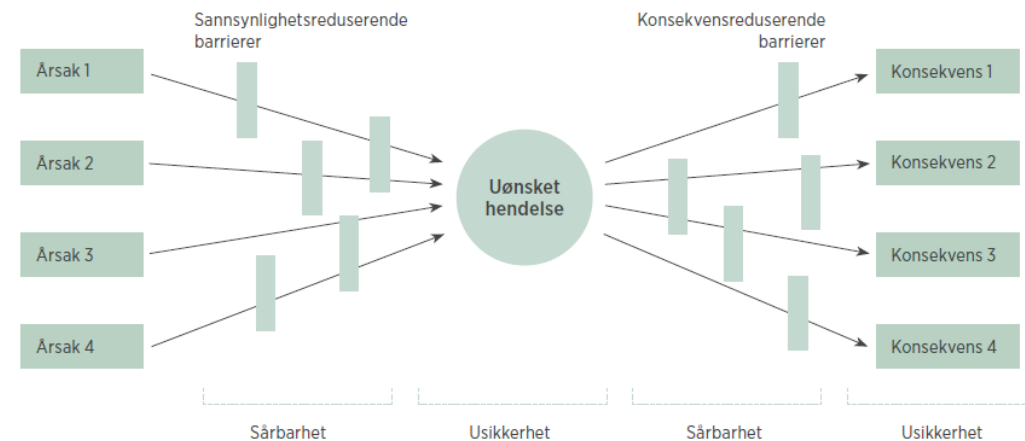 Sannsynlighetsreduserende
barrierer
Konsekvensreduserende
barrierer
Årsak 1
Årsak 2
Årsak 3
Årsak 4
Uønsket
hendelse
Konsekvens 1
Konsekvens 2
Konsekvens 3
Konsekvens 4
Sårbarhet
Usikkerhet
Sårbarhet
Usikkerhet